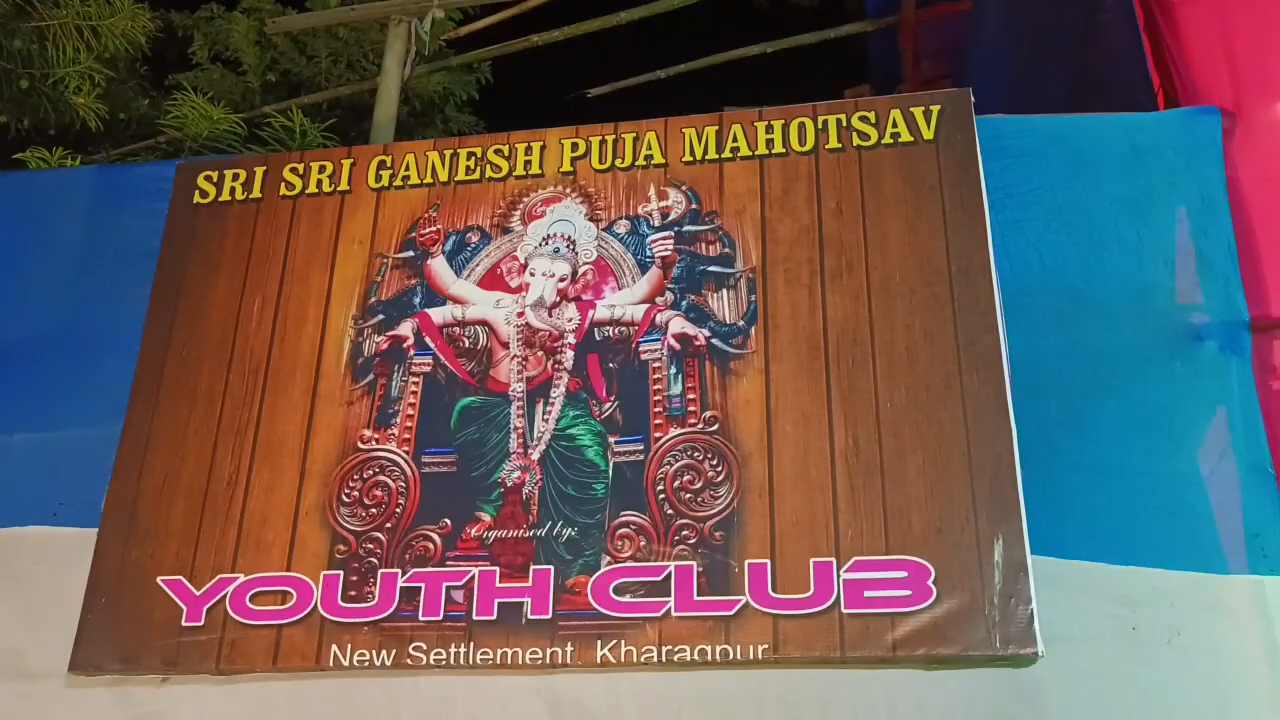 SRI SRI GANESH PUJA MAHOTSAV
Organised by:
YOUTH CLUB
New Settlement, Kharagpur